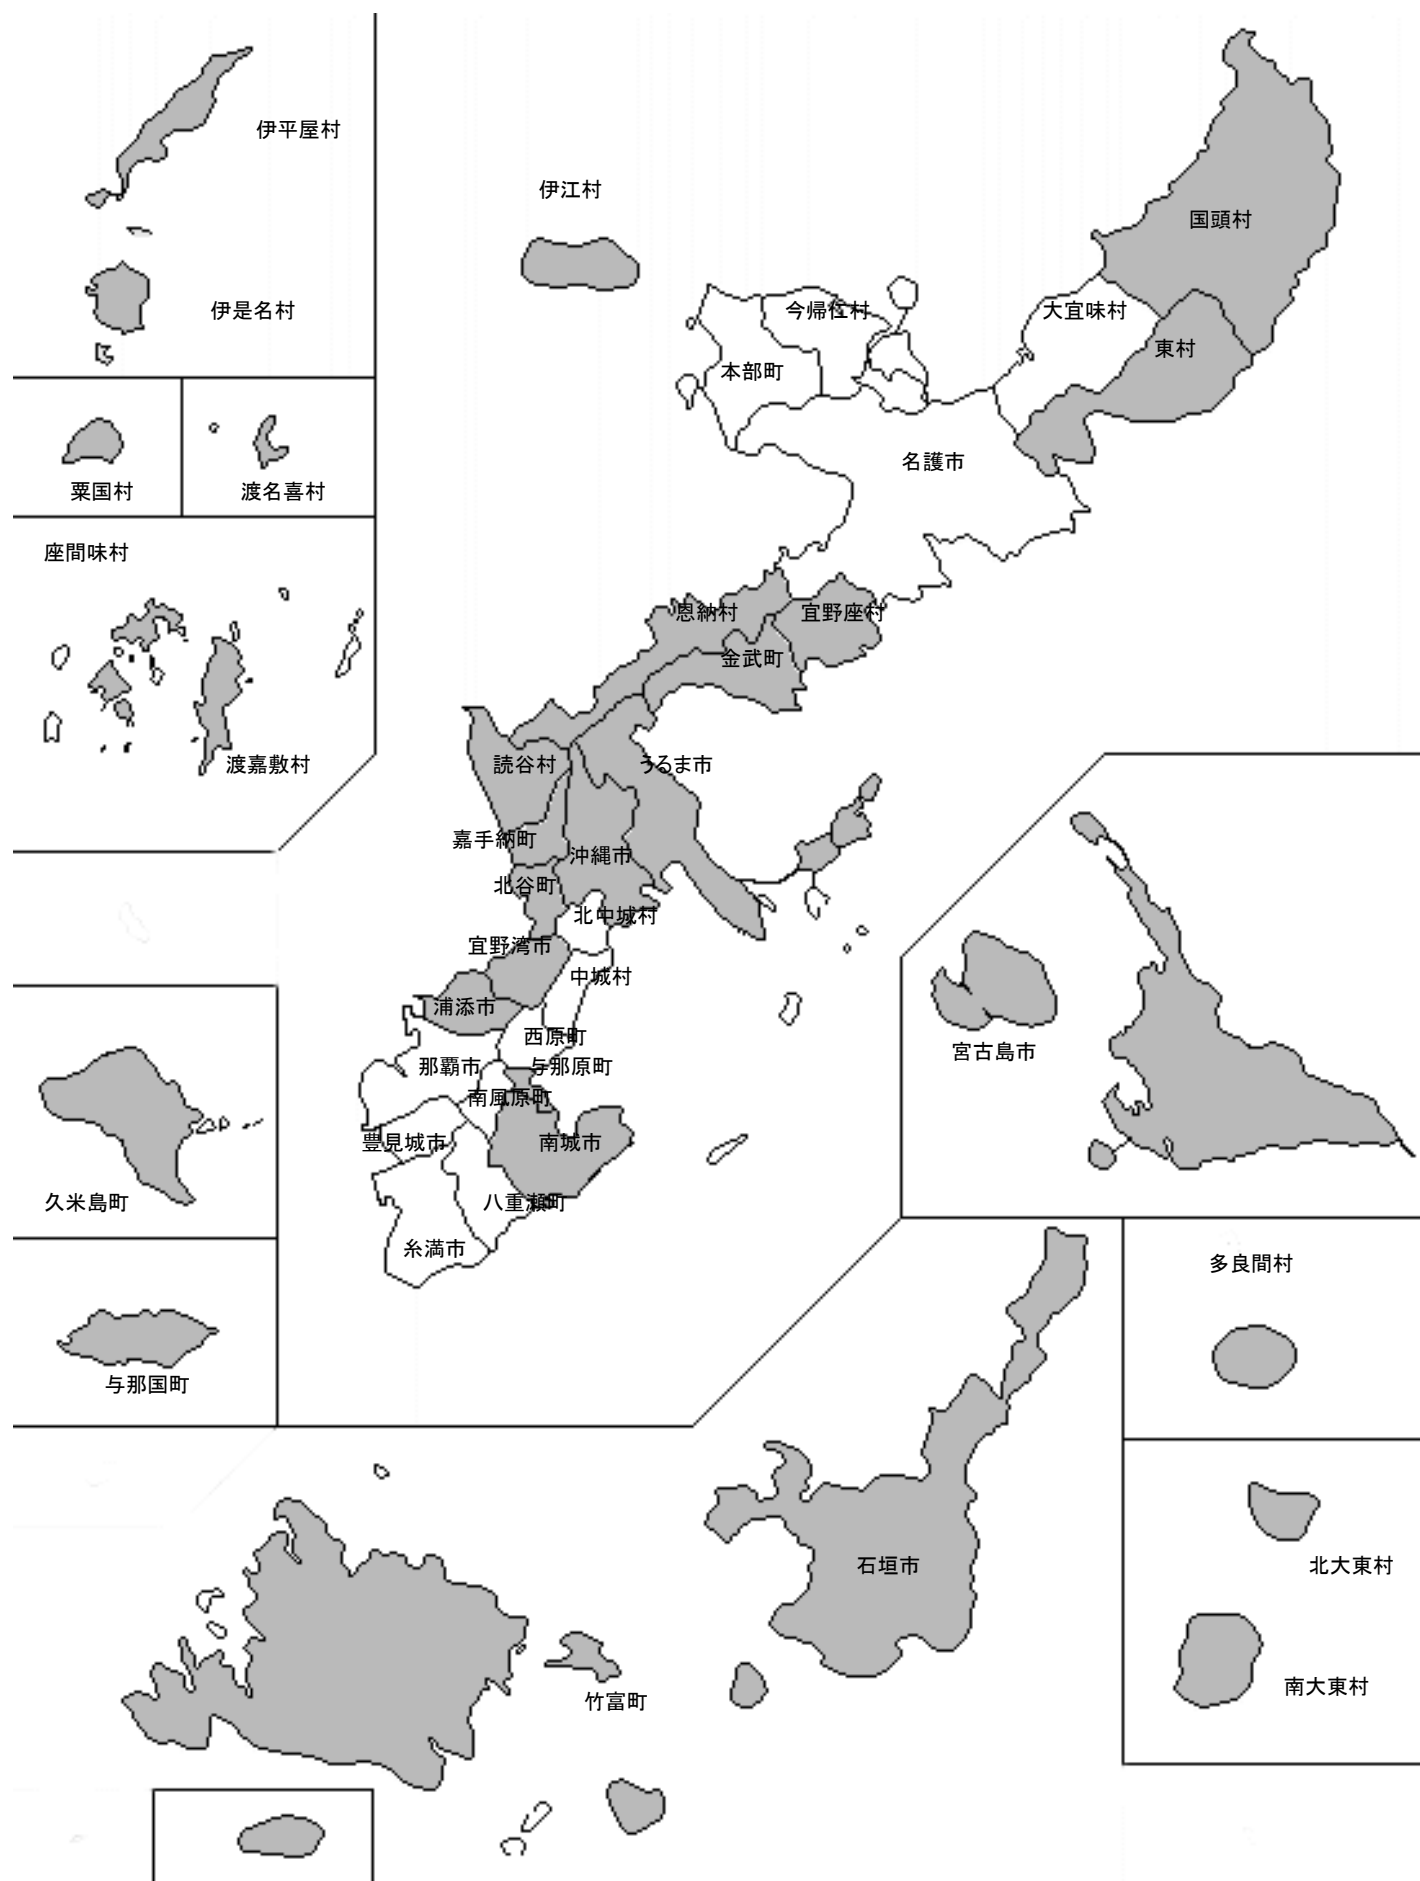 伊平屋村
伊江村
国頭村
伊是名村
今帰仁村
大宜味村
東村
本部町
名護市
粟国村
渡名喜村
座間味村
恩納村
宜野座村
金武町
渡嘉敷村
読谷村
うるま市
嘉手納町
沖縄市
北谷町
北中城村
宜野湾市
中城村
浦添市
西原町
那覇市
与那原町
南風原町
宮古島市
豊見城市
南城市
久米島町
八重瀬町
糸満市
多良間村
与那国町
石垣市
北大東村
竹富町
南大東村